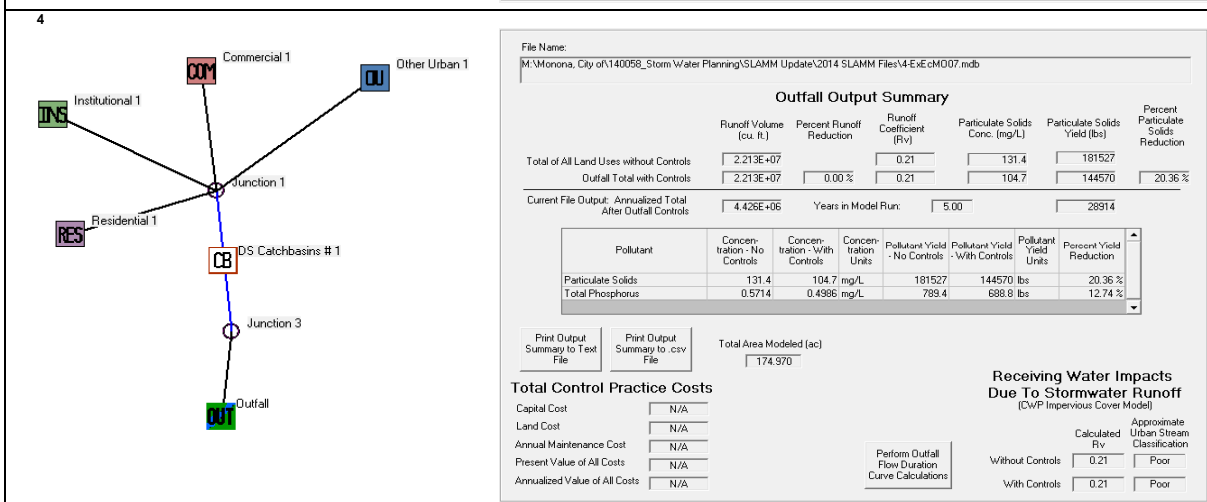 4
COM
Commercial 1
OU
Other Urban 1
INS
Institutional 1
Junction 1
RES
Residential 1
CB
DS Catchbasins # 1
Junction 3
OUT
Outfall
File Name:
M:\Monona, City of\140058_Storm Water Planning\SLAMM Update\2014 SLAMM Files\4-ExEcMO07.mdb
Outfall Output Summary
Runoff Volume (cu. ft.) Percent Runoff Reduction Runoff Coefficient (Rv) Particulate Solids Conc. (mg/L) Particulate Solids Yield (lbs) Percent Particulate Solids Reduction
Total of All Land Uses without Controls 2.213E+07 0.21 131.4 181527
Outfall Total with Controls 2.213E+07 0.00 % 0.21 104.7 144570 20.36 %
Current File Output: Annualized Total After Outfall Controls 4.426E+06 Years in Model Run: 5.00 28914
Pollutant Concen-tration - No Controls Concen-tration - With Controls Concen-tration Units Pollutant Yield - No Controls Pollutant Yield - With Controls Pollutant Yield Units Percent Yield Reduction
Particulate Solids 131.4 104.7 mg/L 181527 144570 lbs 20.36 %
Total Phosphorus 0.5714 0.4986 mg/L 789.4 688.8 lbs 12.74 %
Print Output Summary to Text File
Print Output Summary to .csv File
Total Area Modeled (ac)
174.970
Total Control Practice Costs
Capital Cost N/A
Land Cost N/A
Annual Maintenance Cost N/A
Present Value of All Costs N/A
Annualized Value of All Costs N/A
Perform Outfall Flow Duration Curve Calculations
Receiving Water Impacts
Due To Stormwater Runoff
(CWP Impervious Cover Model)
Calculated Rv Approximate Urban Stream Classification
Without Controls 0.21 Poor
With Controls 0.21 Poor